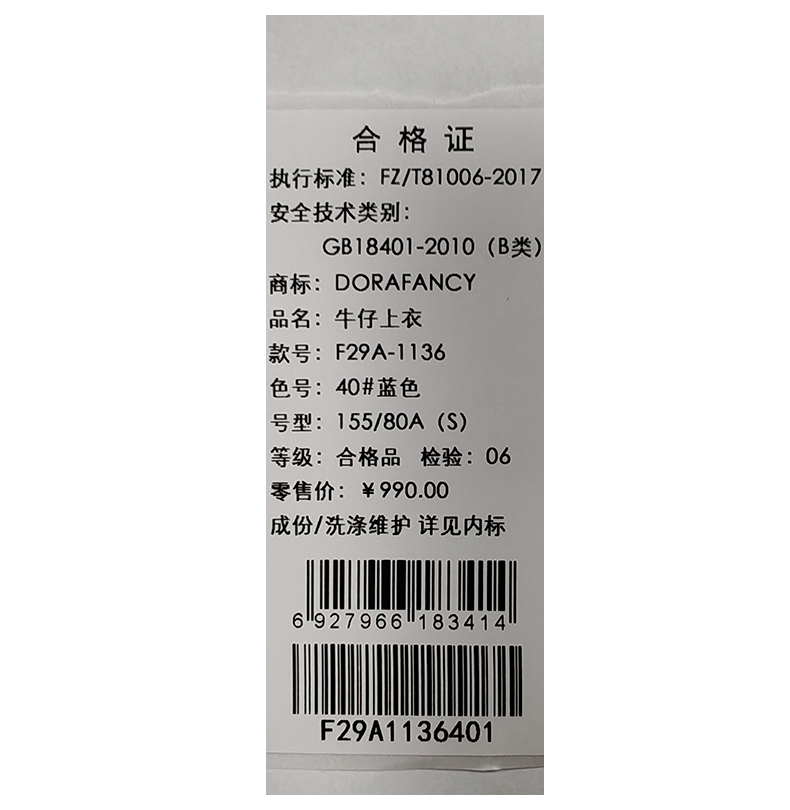 合格证
执行标准：FZ/T81006-2017
安全技术类别：
GB18401-2010（B类）
商标：DORAFANCY
品名：牛仔上衣
款号：F29A-1136
色号：40#蓝色
号型：155/80A（S）
等级：合格品 检验：06
零售价：￥990.00
成份/洗涤维护 详见内标
6 927966 183414
F29A1136401